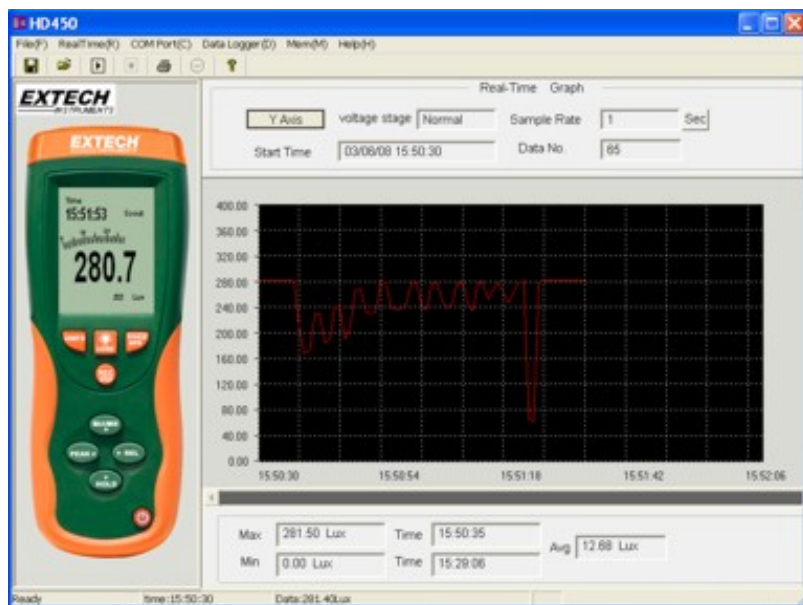 HD450
File(F) RealTime(R) COM Port(C) Data Logger(D) Mem(M) Help(H)
EXTECH
INSTRUMENTS
EXTECH
Time
15:51:53
280.7
Lux
PEAK
HOLD
Real-Time Graph
Y Axis voltage stage Normal Sample Rate 1 Sec
Start Time 03/06/08 15:50:30 Data No. 65
400.00
360.00
320.00
280.00
240.00
200.00
160.00
120.00
80.00
40.00
0.00
15:50:30 15:50:54 15:51:18 15:51:42 15:52:06
Max 281.50 Lux Time 15:50:35
Min 0.00 Lux Time 15:29:06
Avg 12.68 Lux
Ready time:15:50:30 Data:281.40Lux